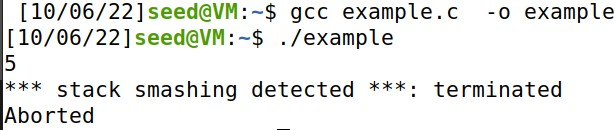 [10/06/22]seed@VM:~$ gcc example.c  -o example
[10/06/22]seed@VM:~$ ./example
5
*** stack smashing detected ***: terminated
Aborted